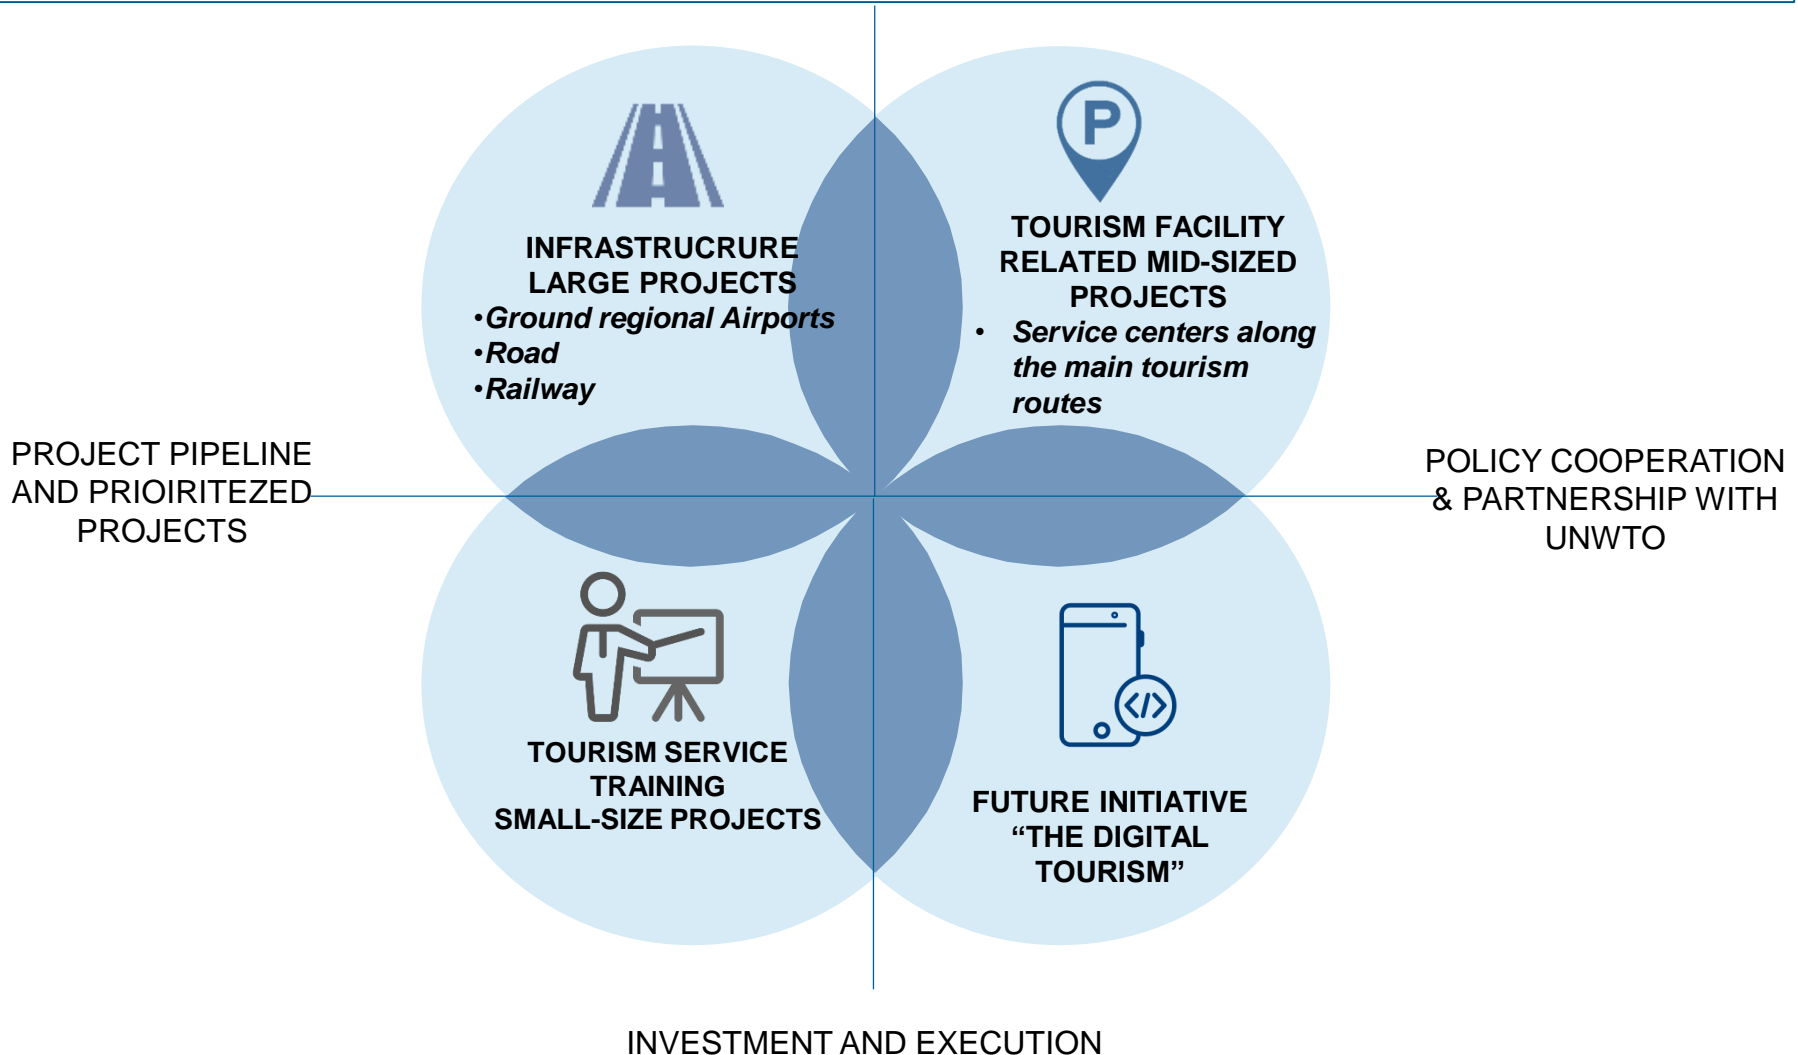 P
INFRASTRUCRURE
LARGE PROJECTS
•Ground regional Airports
•Road
•Railway
TOURISM FACILITY
RELATED MID-SIZED
PROJECTS
• Service centers along
the main tourism
routes
PROJECT PIPELINE
AND PRIOIRITEZED
PROJECTS
POLICY COOPERATION
& PARTNERSHIP WITH
UNWTO
</>
TOURISM SERVICE
TRAINING
SMALL-SIZE PROJECTS
FUTURE INITIATIVE
“THE DIGITAL
TOURISM”
INVESTMENT AND EXECUTION